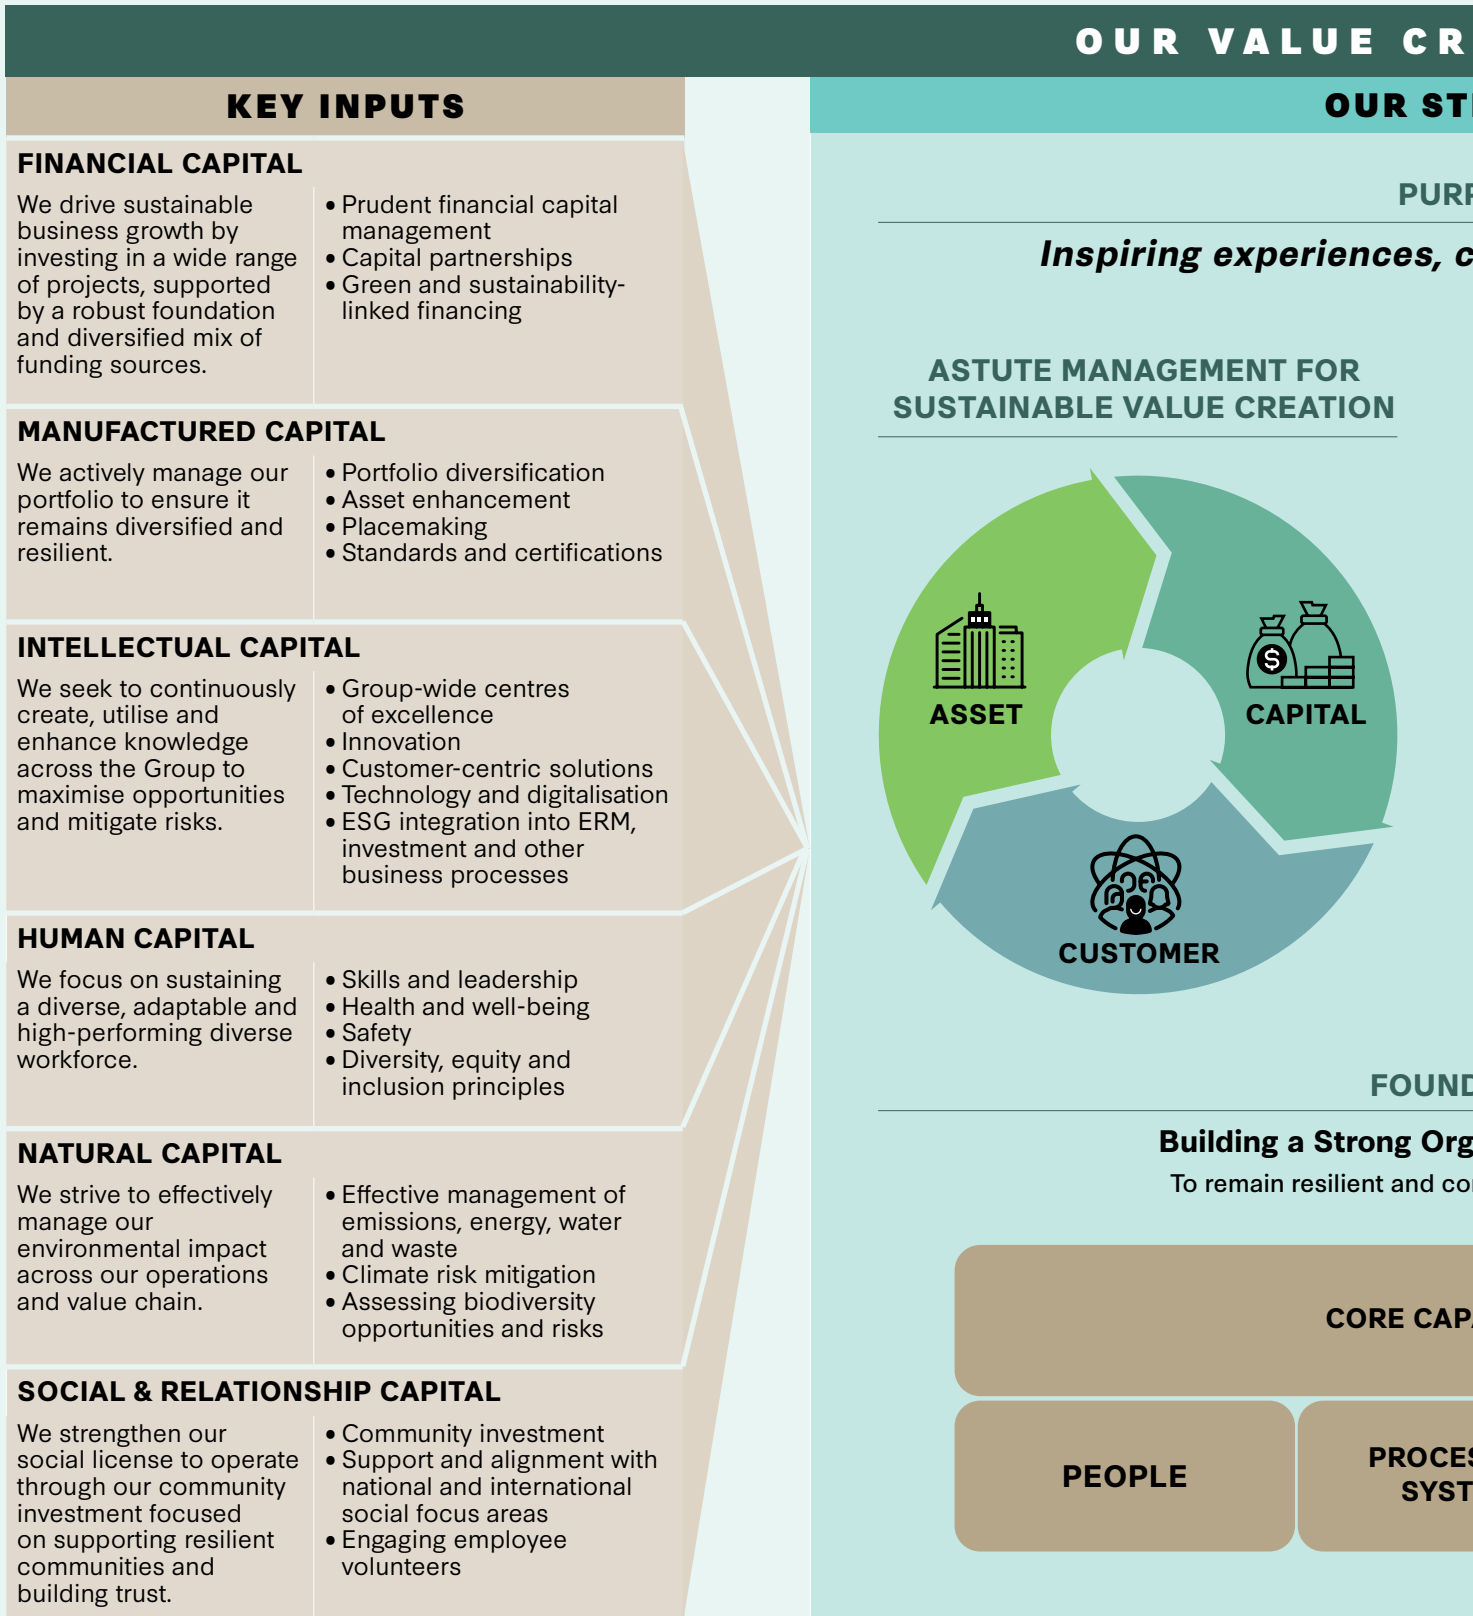 OUR VALUE CR
KEY INPUTS
FINANCIAL CAPITAL
We drive sustainable
business growth by
investing in a wide range
of projects, supported
by a robust foundation
and diversified mix of
funding sources.
• Prudent financial capital
management
• Capital partnerships
• Green and sustainability-
linked financing
MANUFACTURED CAPITAL
We actively manage our
portfolio to ensure it
remains diversified and
resilient.
• Portfolio diversification
• Asset enhancement
• Placemaking
• Standards and certifications
INTELLECTUAL CAPITAL
We seek to continuously
create, utilise and
enhance knowledge
across the Group to
maximise opportunities
and mitigate risks.
• Group-wide centres
of excellence
• Innovation
• Customer-centric solutions
• Technology and digitalisation
• ESG integration into ERM,
investment and other
business processes
HUMAN CAPITAL
We focus on sustaining
a diverse, adaptable and
high-performing diverse
workforce.
• Skills and leadership
• Health and well-being
• Safety
• Diversity, equity and
inclusion principles
NATURAL CAPITAL
We strive to effectively
manage our
environmental impact
across our operations
and value chain.
• Effective management of
emissions, energy, water
and waste
• Climate risk mitigation
• Assessing biodiversity
opportunities and risks
SOCIAL & RELATIONSHIP CAPITAL
We strengthen our
social license to operate
through our community
investment focused
on supporting resilient
communities and
building trust.
• Community investment
• Support and alignment with
national and international
social focus areas
• Engaging employee
volunteers
OUR ST
PUR
Inspiring experiences, c
ASTUTE MANAGEMENT FOR
SUSTAINABLE VALUE CREATION
ASSET
$
CAPITAL
CUSTOMER
FOUND
Building a Strong Org
To remain resilient and co
CORE CAP
PEOPLE
PROCES
SYST